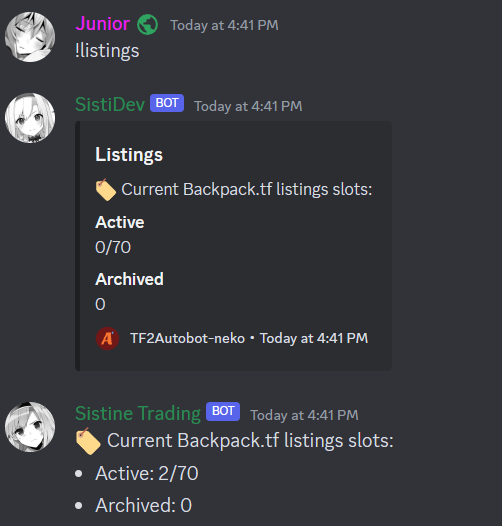 Junior Today at 4:41 PM
!listings
SistiDev BOT Today at 4:41 PM
Listings
Current Backpack.tf listings slots:
Active
0/70
Archived
0
TF2Autobot-neko • Today at 4:41 PM
Sistine Trading BOT Today at 4:41 PM
Current Backpack.tf listings slots:
• Active: 2/70
• Archived: 0